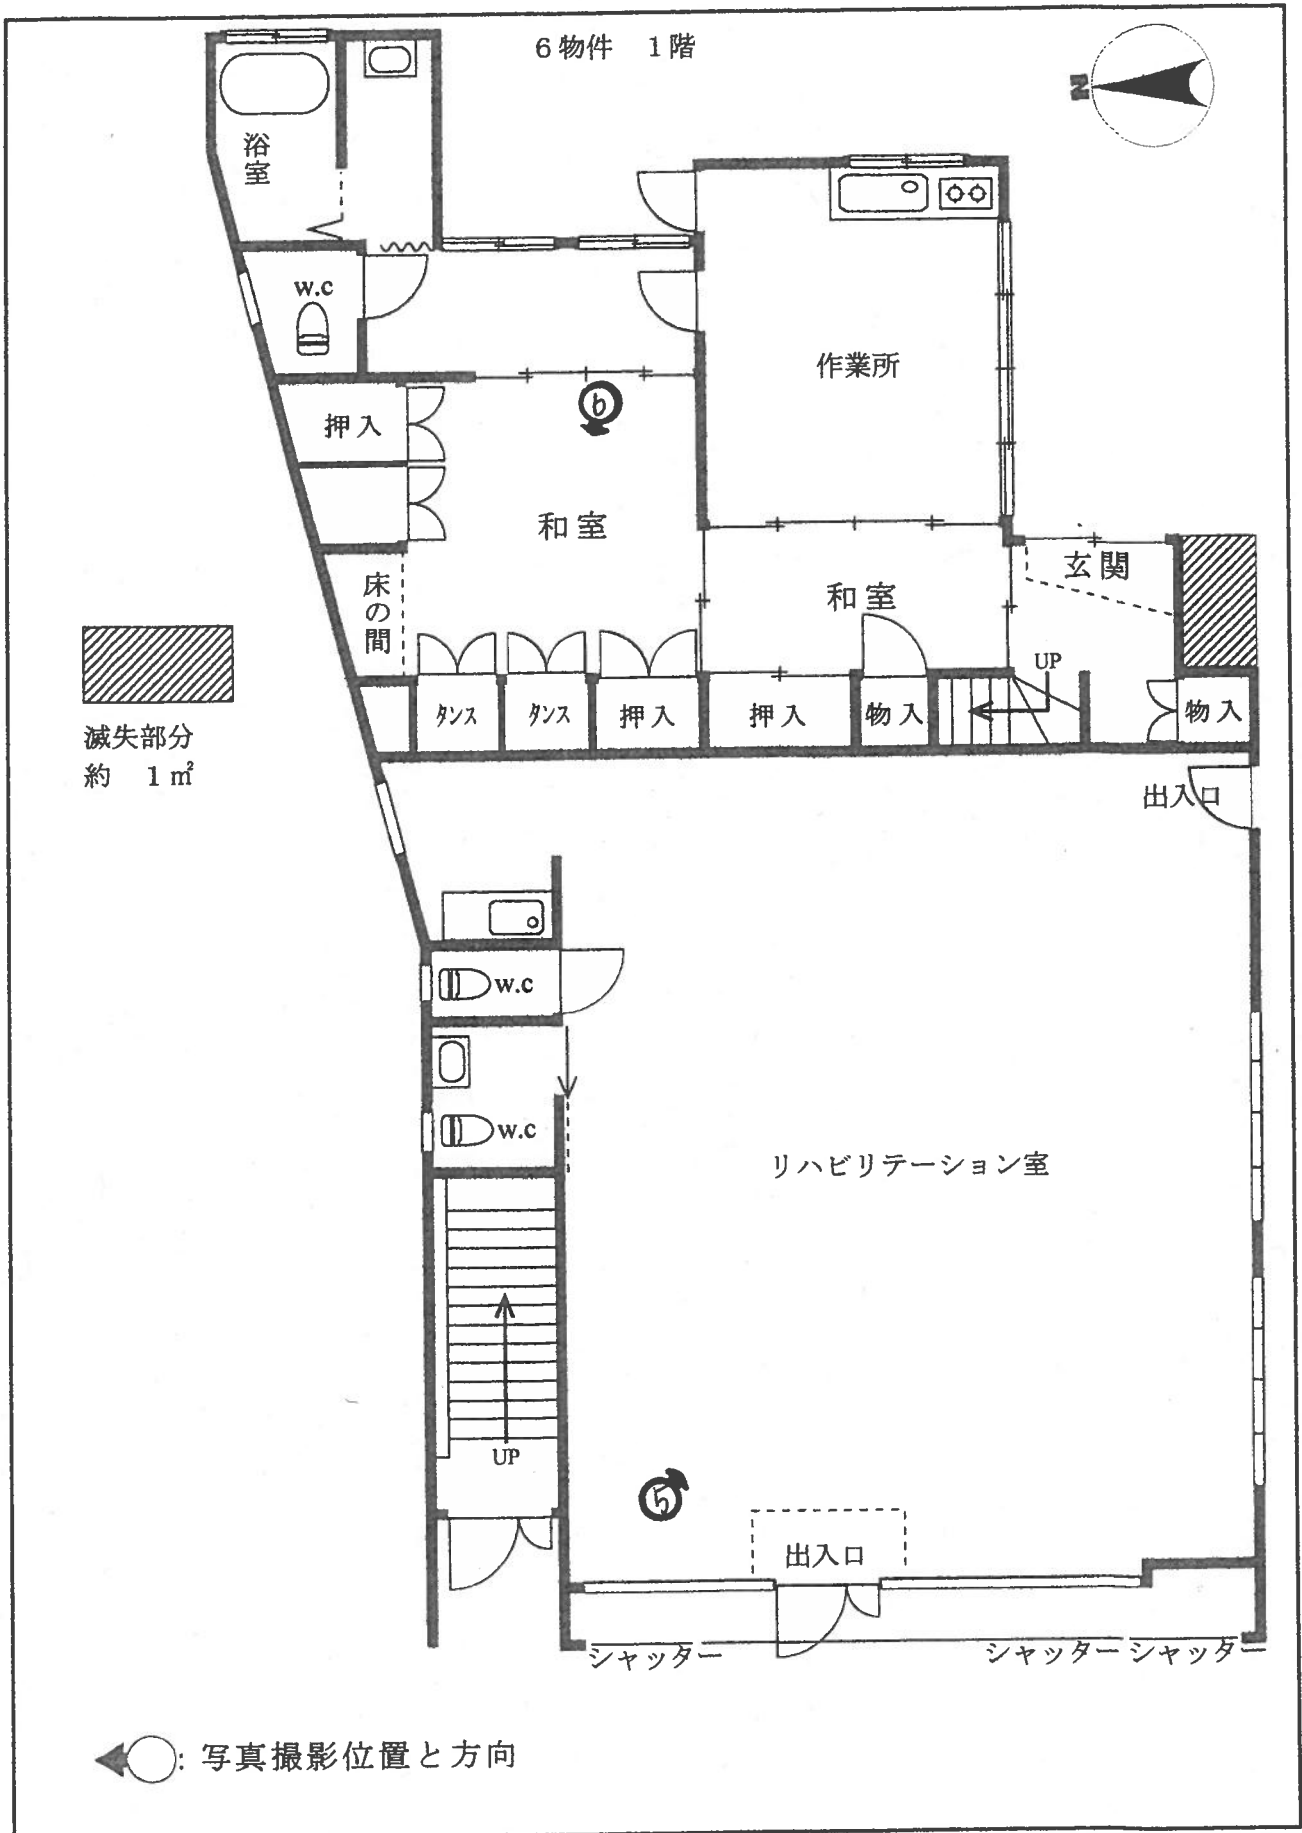 6物件 1階
N
浴室
w.c
作業所
押入
和室
玄関
床の間
和室
UP
タンス
タンス
押入
押入
物入
物入
滅失部分
約 1㎡
出入口
w.c
w.c
リハビリテーション室
UP
出入口
シャッター
シャッター
シャッター
6
5
: 写真撮影位置と方向